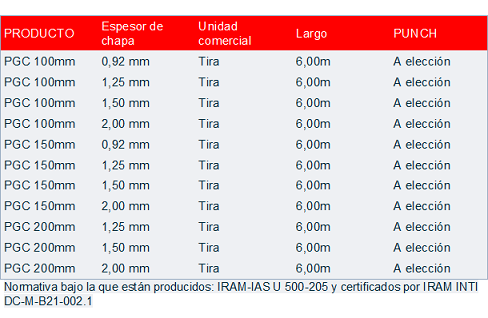 PRODUCTO Espesor de chapa Unidad comercial Largo PUNCH
PGC 100mm 0,92 mm Tira 6,00m A elección
PGC 100mm 1,25 mm Tira 6,00m A elección
PGC 100mm 1,50 mm Tira 6,00m A elección
PGC 100mm 2,00 mm Tira 6,00m A elección
PGC 150mm 0,92 mm Tira 6,00m A elección
PGC 150mm 1,25 mm Tira 6,00m A elección
PGC 150mm 1,50 mm Tira 6,00m A elección
PGC 150mm 2,00 mm Tira 6,00m A elección
PGC 200mm 1,25 mm Tira 6,00m A elección
PGC 200mm 1,50 mm Tira 6,00m A elección
PGC 200mm 2,00 mm Tira 6,00m A elección
Normativa bajo la que están producidos: IRAM-IAS U 500-205 y certificados por IRAM INTI
DC-M-B21-002.1